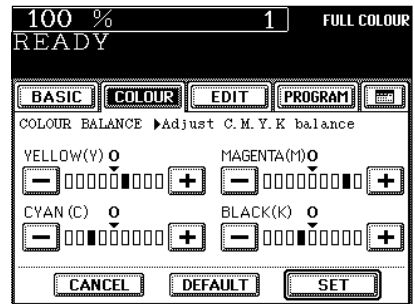 100 % 1 FULL COLOUR
READY
BASIC COLOUR EDIT PROGRAM
COLOUR BALANCE ▶Adjust C.M.Y.K balance
YELLOW(Y) 0 MAGENTA(M)0
CYAN (C) 0 BLACK(K) 0
CANCEL DEFAULT SET